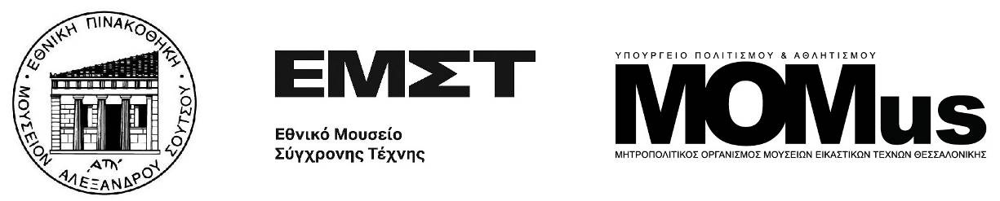 ΕΘΝΙΚΗ ΠΙΝΑΚΟΘΗΚΗ
ΜΟΥΣΕΙΟΝ ΑΛΕΞΑΝΔΡΟΥ ΣΟΥΤΣΟΥ
ΕΜΣΤ
Εθνικό Μουσείο
Σύγχρονης Τέχνης
ΥΠΟΥΡΓΕΙΟ ΠΟΛΙΤΙΣΜΟΥ & ΑΘΛΗΤΙΣΜΟΥ
MOMus
ΜΗΤΡΟΠΟΛΙΤΙΚΟΣ ΟΡΓΑΝΙΣΜΟΣ ΜΟΥΣΕΙΩΝ ΕΙΚΑΣΤΙΚΩΝ ΤΕΧΝΩΝ ΘΕΣΣΑΛΟΝΙΚΗΣ